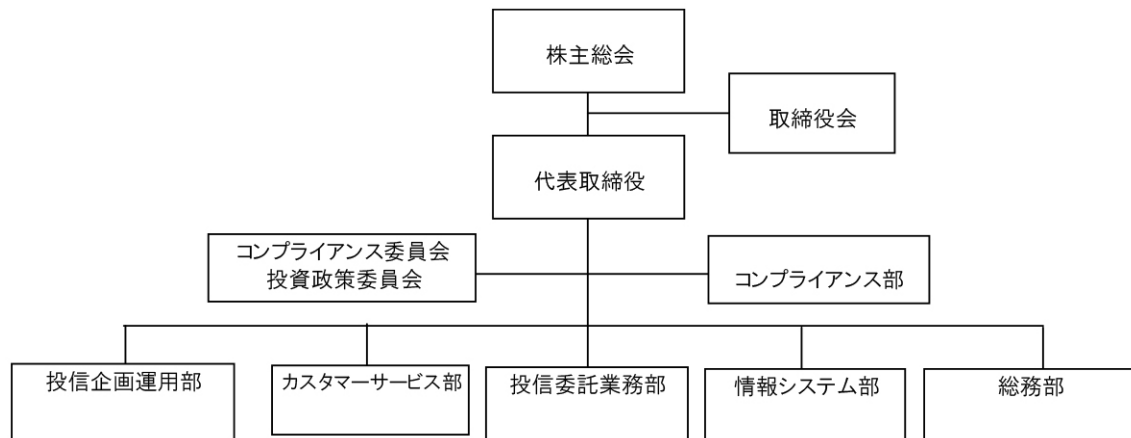 株主総会
取締役会
代表取締役
コンプライアンス委員会
投資政策委員会
コンプライアンス部
投信企画運用部
カスタマーサービス部
投信委託業務部
情報システム部
総務部